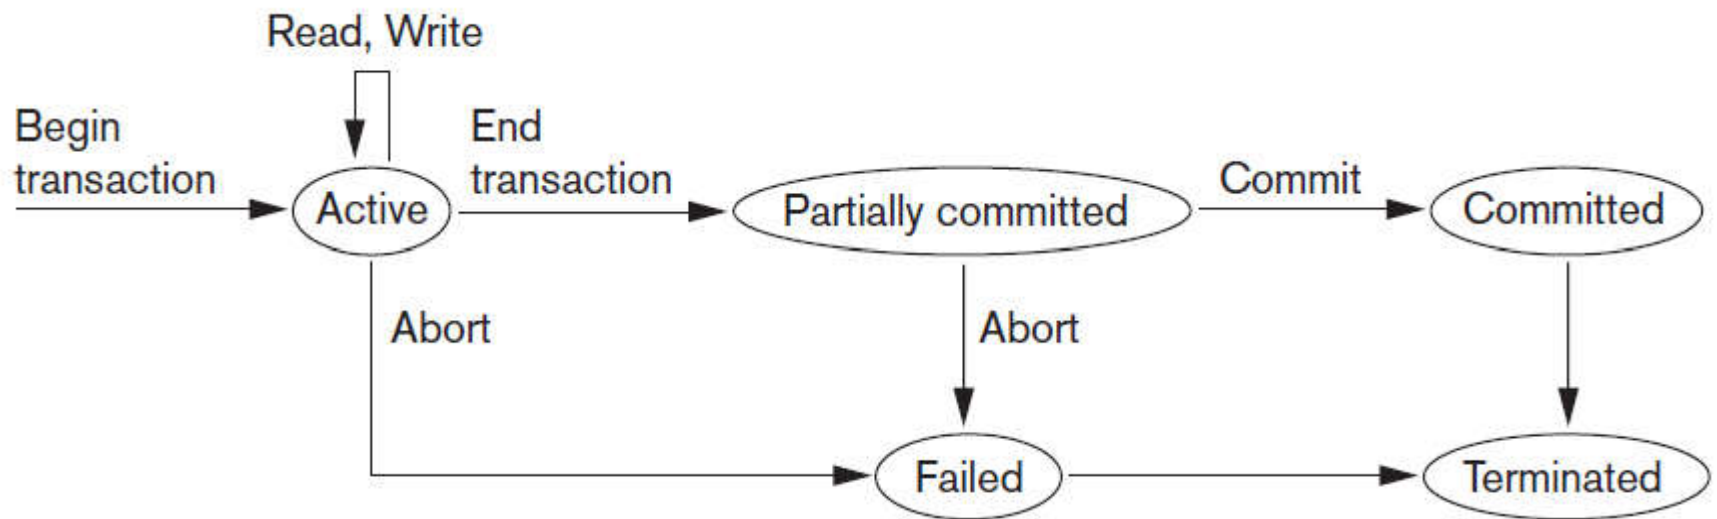 Read, Write
Begin
transaction
End
transaction
Active
Partially committed
Commit
Committed
Abort
Abort
Failed
Terminated